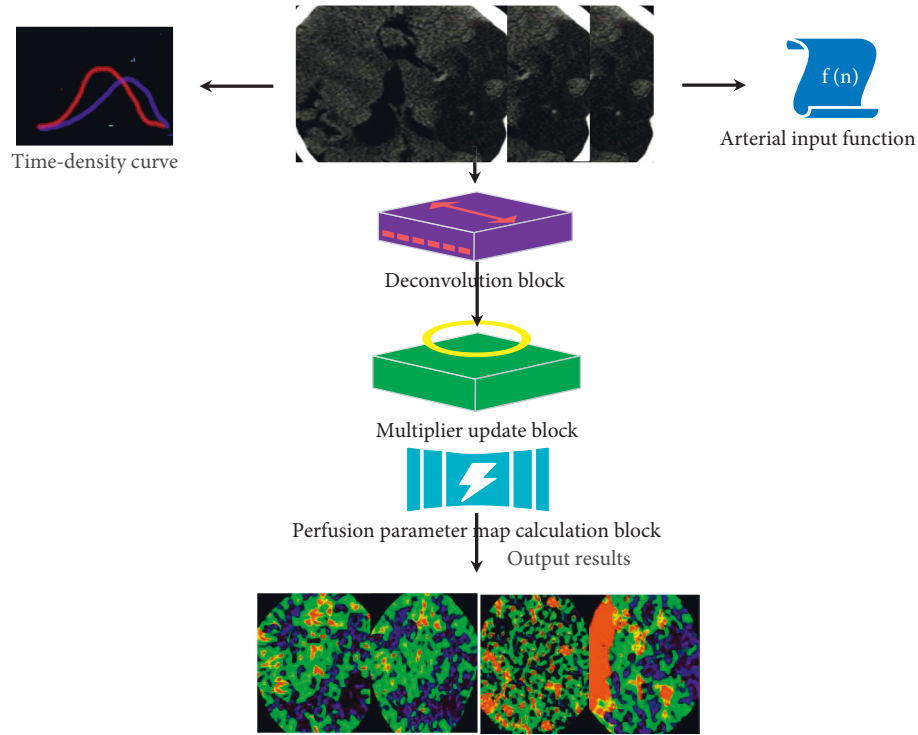 f (n)
Time-density curve
Arterial input function
Deconvolution block
Multiplier update block
Perfusion parameter map calculation block
Output results